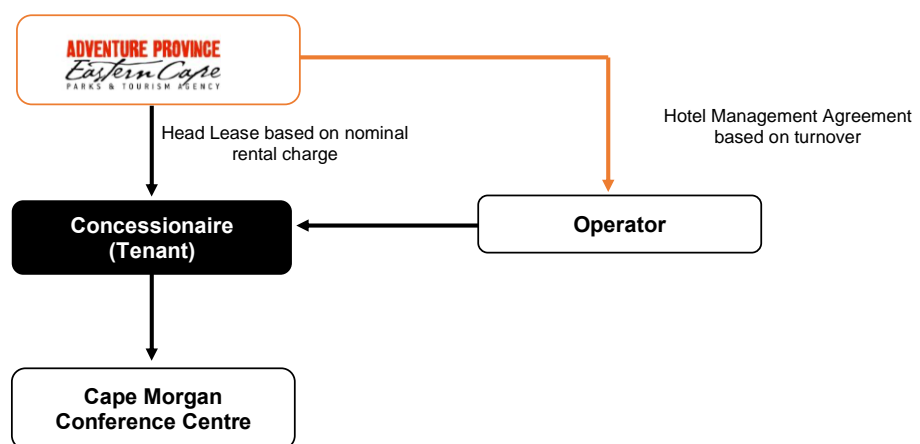 ADVENTURE PROVINCE
Eastern Cape
PARKS & TOURISM AGENCY
Head Lease based on nominal
rental charge
Hotel Management Agreement
based on turnover
Concessionaire
(Tenant)
Operator
Cape Morgan
Conference Centre